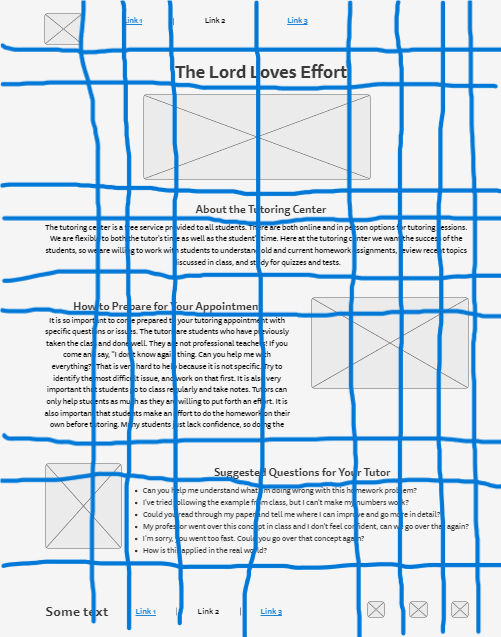 Link 1 | Link 2 Link 3
The Lord Loves Effort
About the Tutoring Center
The tutoring center is a free service provided to all students. There are both online and in person options for tutoring sessions.
We are flexible to both the tutor's time as well as the student's time. Here at the tutoring center we want the success of the
students, so we are willing to work with students to understand old and current homework assignments, review recent topics
discussed in class, and study for quizzes and tests.
How to Prepare for Your Appointment
It is so important to come prepared to your tutoring appointment with
specific questions or issues. The tutors are students who have previously
taken the class and done well. They are not professional teachers! If you
come and say, "I don't know again thing. Can you help me with
everything? That is very hard to help because it is not specific. Try to
identify the most difficult issue, and work on that first. It is also very
important that students to class regularly and take notes. Tutors can
only help students as much as they are willing to put forth an effort. It is
also important that students make an effort to do the homework on their
own before tutoring. Many students just lack confidence, so doing the
Suggested Questions for Your Tutor
• Can you help me understand what I'm doing wrong with this homework problem?
• I've tried following the example from class, but I can't make my numbers work?
• Could you read through my paper and tell me where I can improve and go more in detail?
• My professor went over this concept in class and I don't feel confident, can we go over that again?
• I'm sorry, you went too fast. Could you go over that concept again?
• How is this applied in the real world?
Some text Link 1 | Link 2 | Link 3